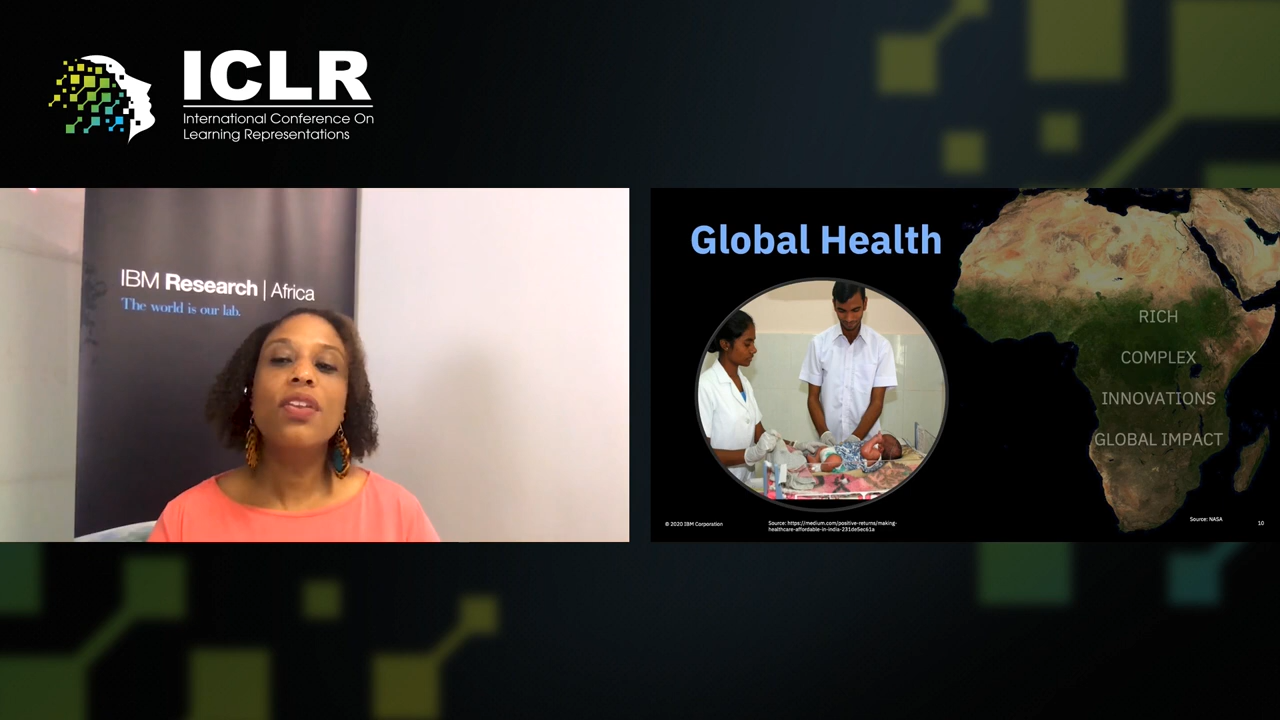 ICLR
International Conference On
Learning Representations
IBM Research | Africa
The world is our lab.
Global Health
RICH
COMPLEX
INNOVATIONS
GLOBAL IMPACT
© 2020 IBM Corporation
Source: https://medium.com/positive-returns/making-
healthcare-affordable-in-india-231de5ec61a
Source: NASA
10